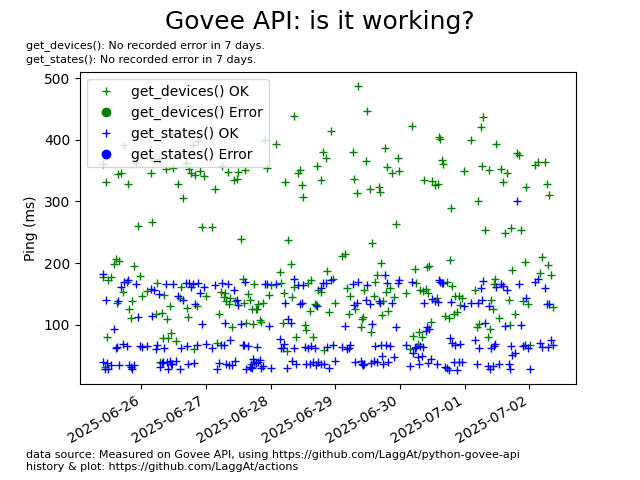 Govee API: is it working?
get_devices(): No recorded error in 7 days.
get_states(): No recorded error in 7 days.
500
400
300
200
100
Ping (ms)
get_devices() OK
get_devices() Error
get_states() OK
get_states() Error
2025-06-26
2025-06-27
2025-06-28
2025-06-29
2025-06-30
2025-07-01
2025-07-02
data source: Measured on Govee API, using https://github.com/LaggAt/python-govee-api
history & plot: https://github.com/LaggAt/actions